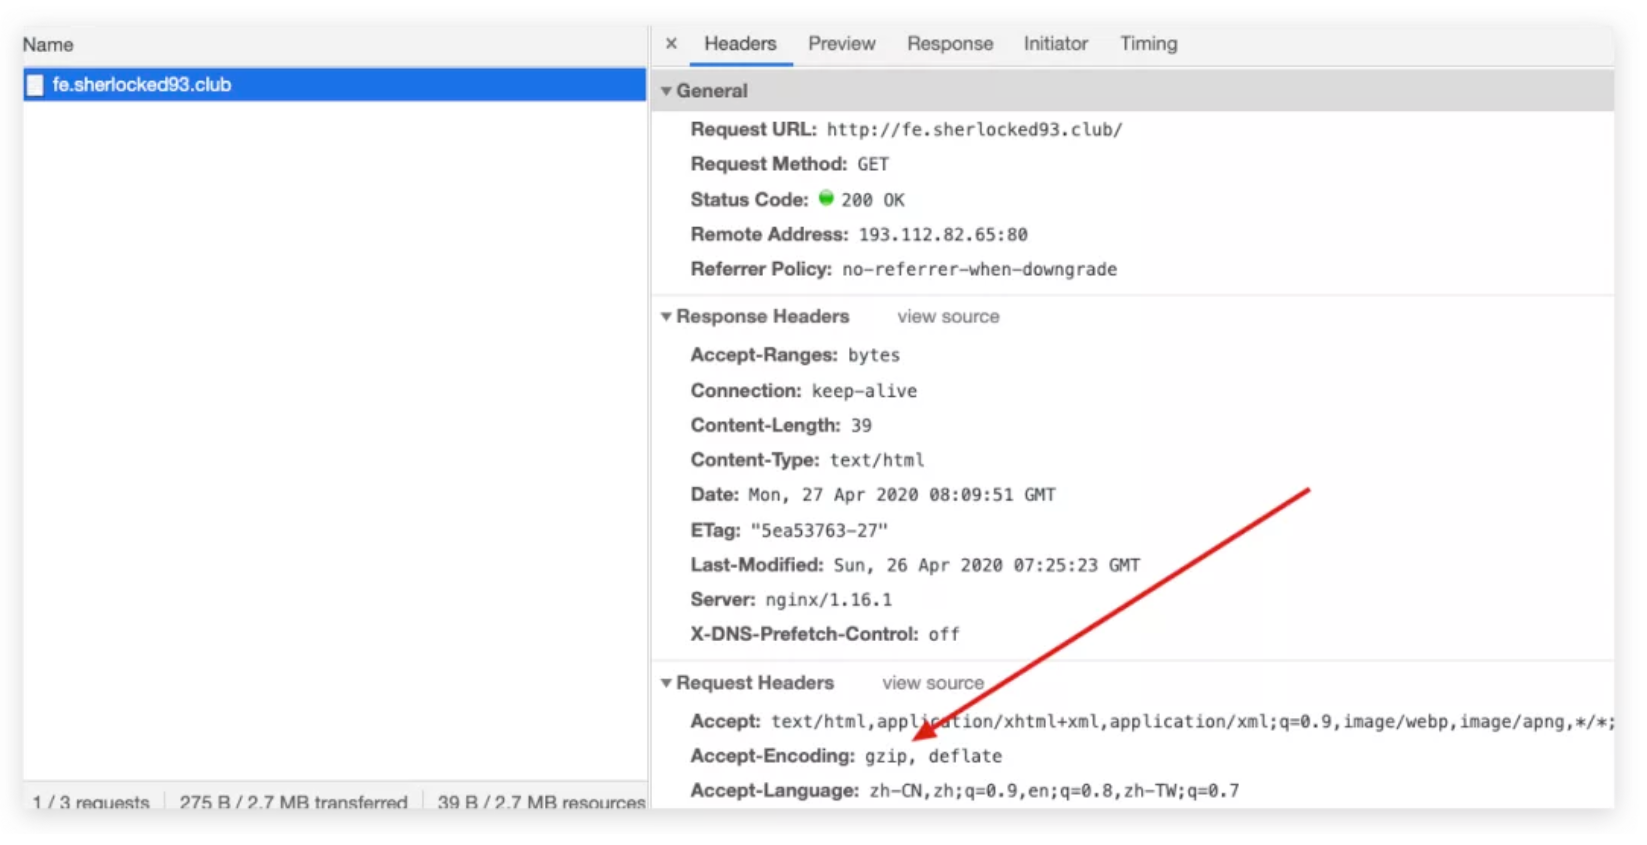 Name
fe.sherlocked93.club
1 / 3 requests 275 B / 2.7 MB transferred 39 B / 2.7 MB resources
× Headers Preview Response Initiator Timing
▼ General
Request URL: http://fe.sherlocked93.club/
Request Method: GET
Status Code: 200 OK
Remote Address: 193.112.82.65:80
Referrer Policy: no-referrer-when-downgrade
▼ Response Headers view source
Accept-Ranges: bytes
Connection: keep-alive
Content-Length: 39
Content-Type: text/html
Date: Mon, 27 Apr 2020 08:09:51 GMT
ETag: "5ea53763-27"
Last-Modified: Sun, 26 Apr 2020 07:25:23 GMT
Server: nginx/1.16.1
X-DNS-Prefetch-Control: off
▼ Request Headers view source
Accept: text/html,application/xhtml+xml,application/xml;q=0.9,image/webp,image/apng,*/*;
Accept-Encoding: gzip, deflate
Accept-Language: zh-CN,zh;q=0.9,en;q=0.8,zh-TW;q=0.7